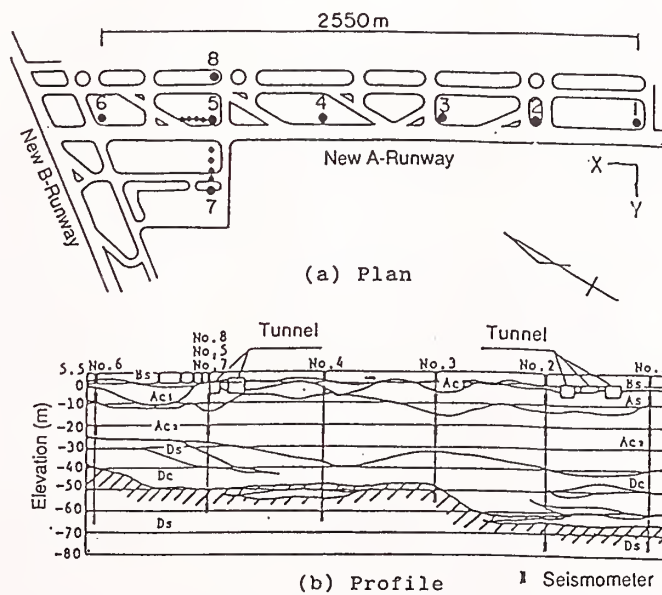 2550 m
8
6
5
4
3
2
1
New B-Runway
New A-Runway
X
Y
7
(a) Plan
No.8
No.5
No.7
Tunnel
Tunnel
No.6
No.4
No.3
No.2
No.
5.5
0
-10
-20
-30
-40
-50
-60
-70
-80
Elevation (m)
Bs
Ac1
Ac2
Ds
Dc
Ds
Ac
Bs
As
Ac2
Dc
Ds
(b) Profile
Seismometer